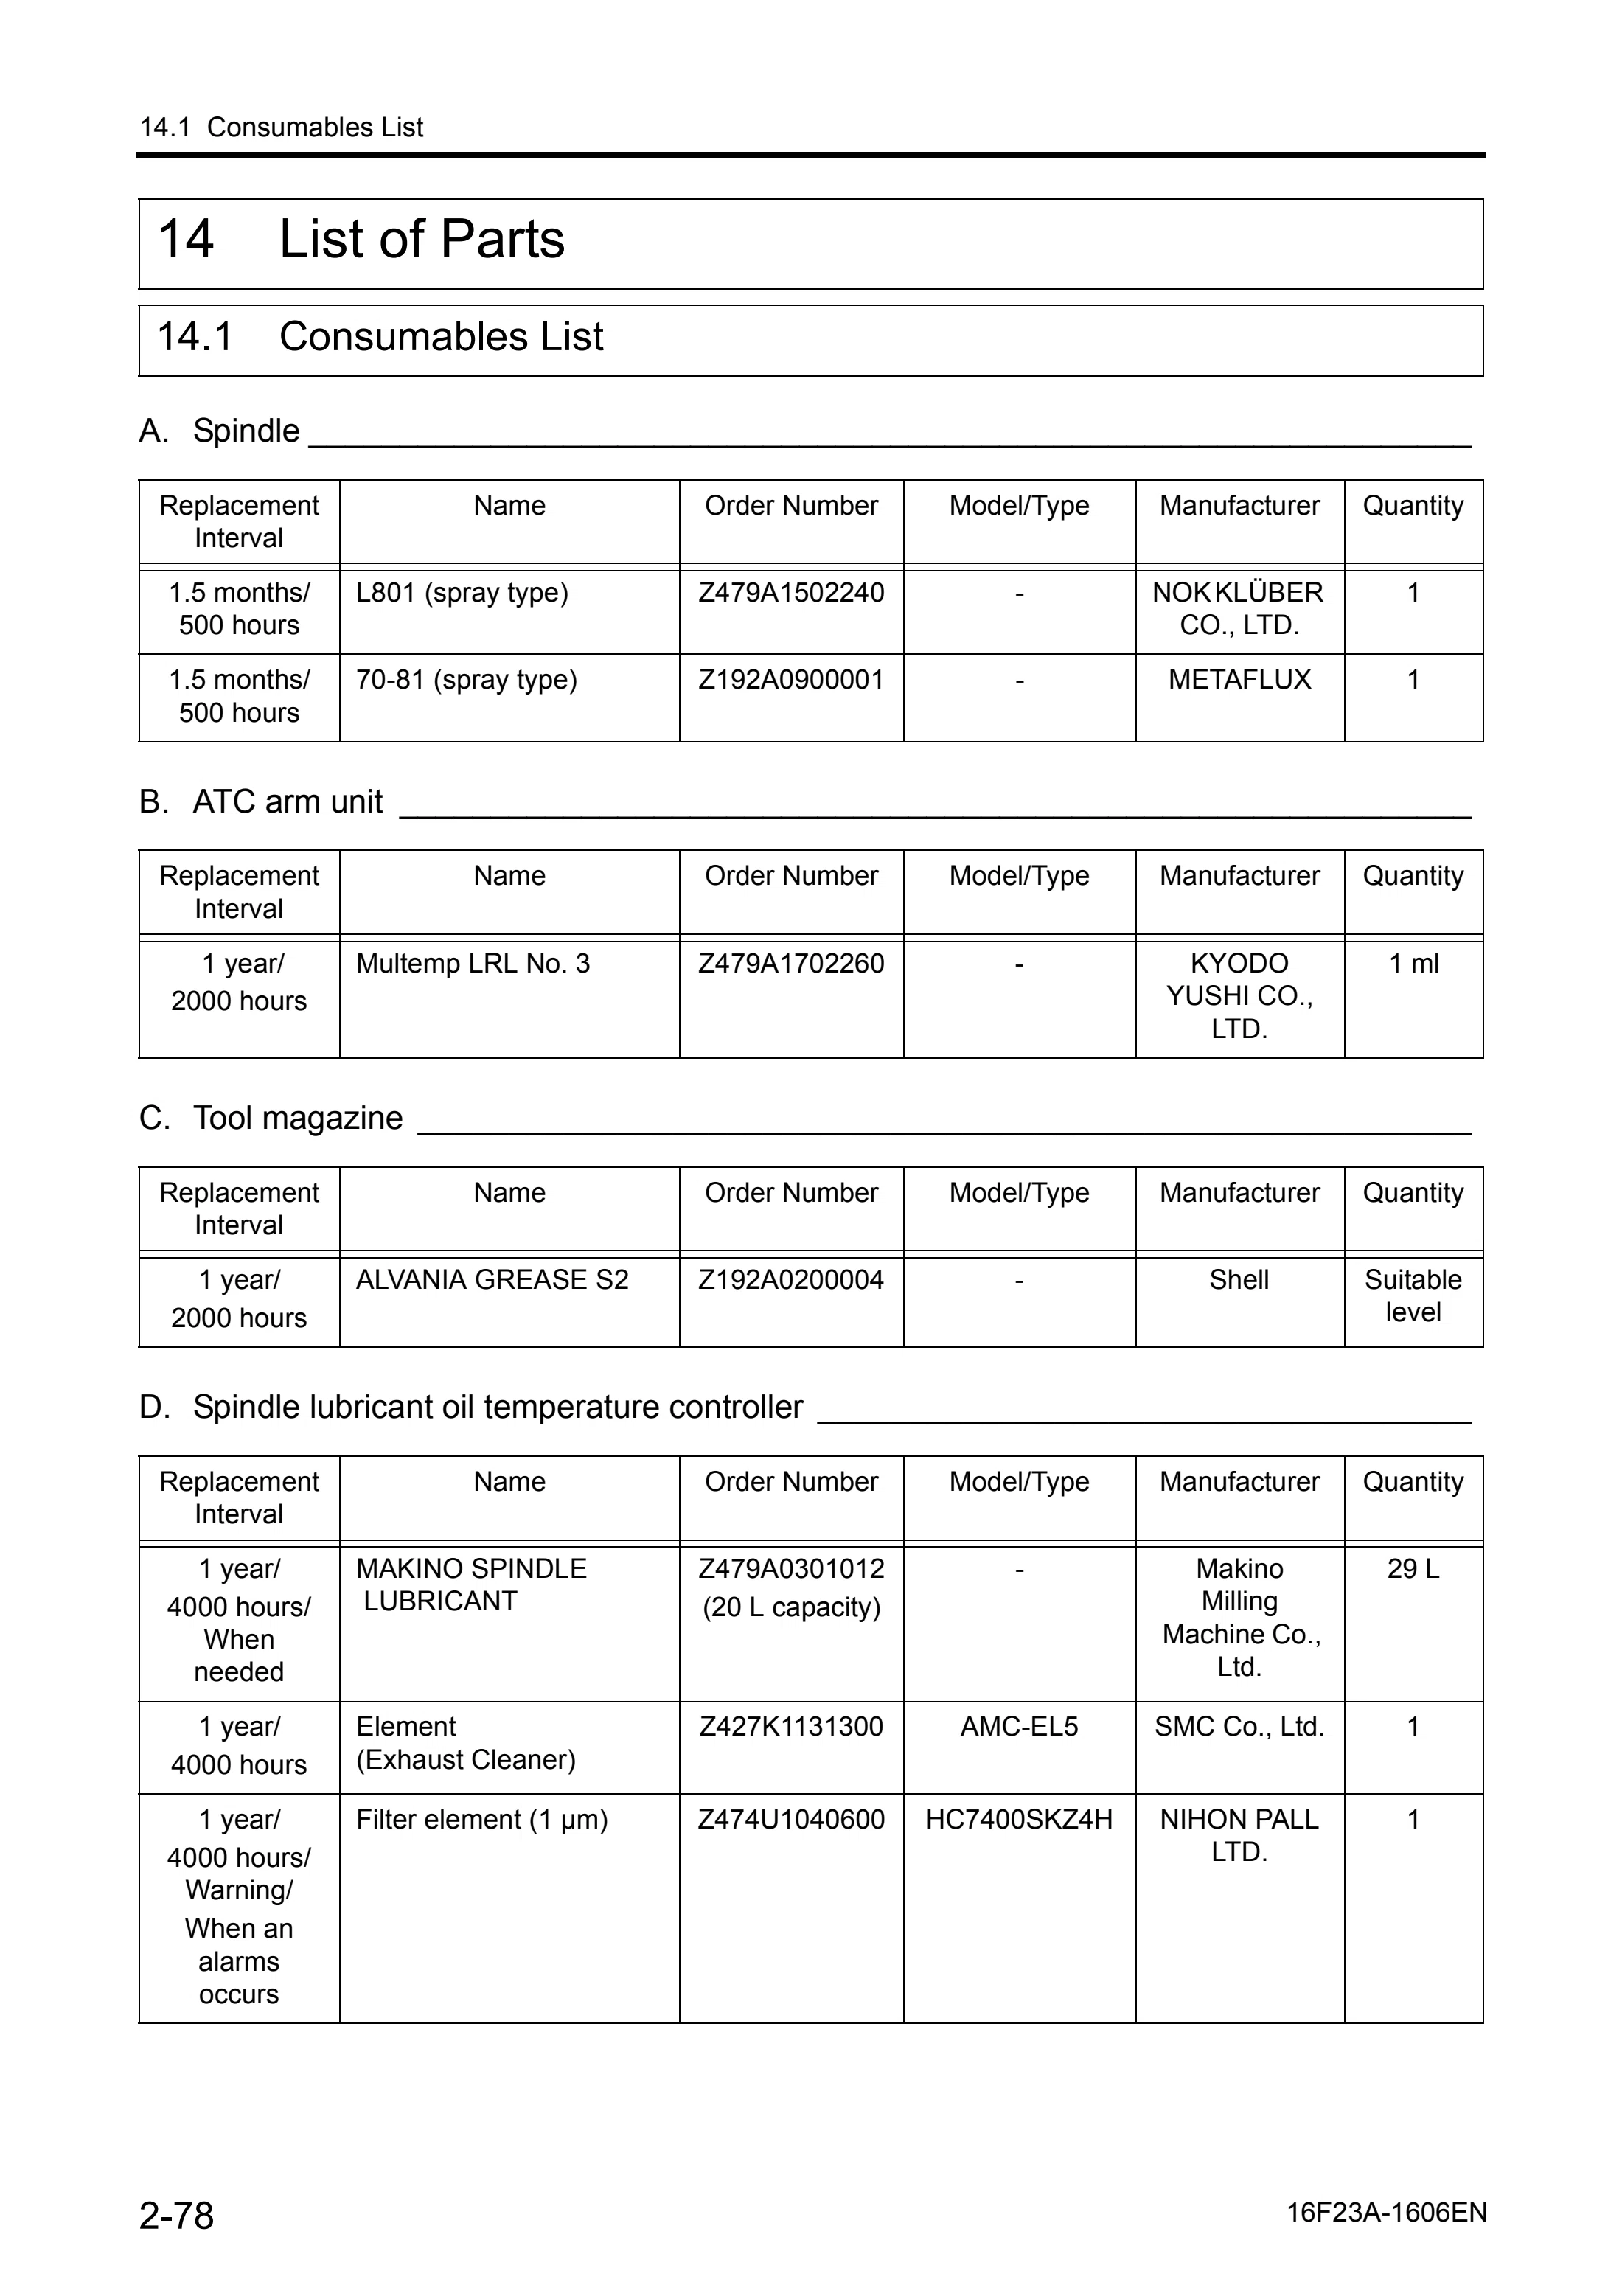 14.1 Consumables List
14 List of Parts
14.1 Consumables List
A. Spindle
Replacement Interval Name Order Number Model/Type Manufacturer Quantity
1.5 months/ 500 hours L801 (spray type) Z479A1502240 - NOK KLÜBER CO., LTD. 1
1.5 months/ 500 hours 70-81 (spray type) Z192A0900001 - METAFLUX 1
B. ATC arm unit
Replacement Interval Name Order Number Model/Type Manufacturer Quantity
1 year/ 2000 hours Multemp LRL No. 3 Z479A1702260 - KYODO YUSHI CO., LTD. 1 ml
C. Tool magazine
Replacement Interval Name Order Number Model/Type Manufacturer Quantity
1 year/ 2000 hours ALVANIA GREASE S2 Z192A0200004 - Shell Suitable level
D. Spindle lubricant oil temperature controller
Replacement Interval Name Order Number Model/Type Manufacturer Quantity
1 year/ 4000 hours/ When needed MAKINO SPINDLE LUBRICANT Z479A0301012 (20 L capacity) - Makino Milling Machine Co., Ltd. 29 L
1 year/ 4000 hours Element (Exhaust Cleaner) Z427K1131300 AMC-EL5 SMC Co., Ltd. 1
1 year/ 4000 hours/ Warning/ When an alarms occurs Filter element (1 µm) Z474U1040600 HC7400SKZ4H NIHON PALL LTD. 1
2-78
16F23A-1606EN